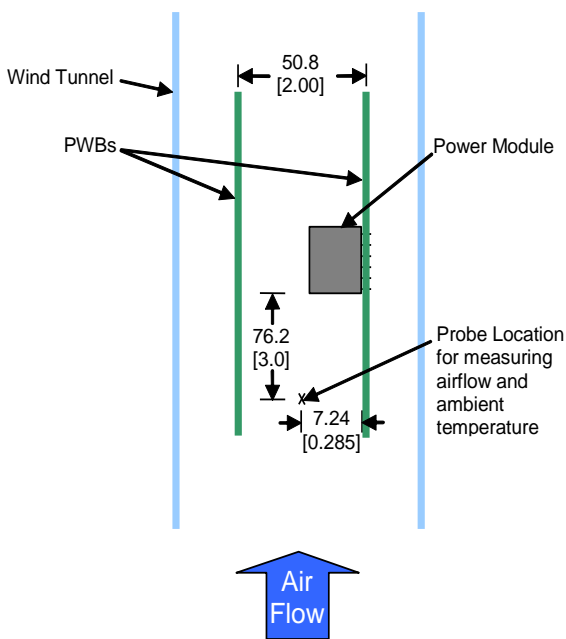 50.8
[2.00]
Wind Tunnel
PWBs
Power Module
76.2
[3.0]
Probe Location
for measuring
airflow and
ambient
temperature
x
7.24
[0.285]
Air
Flow